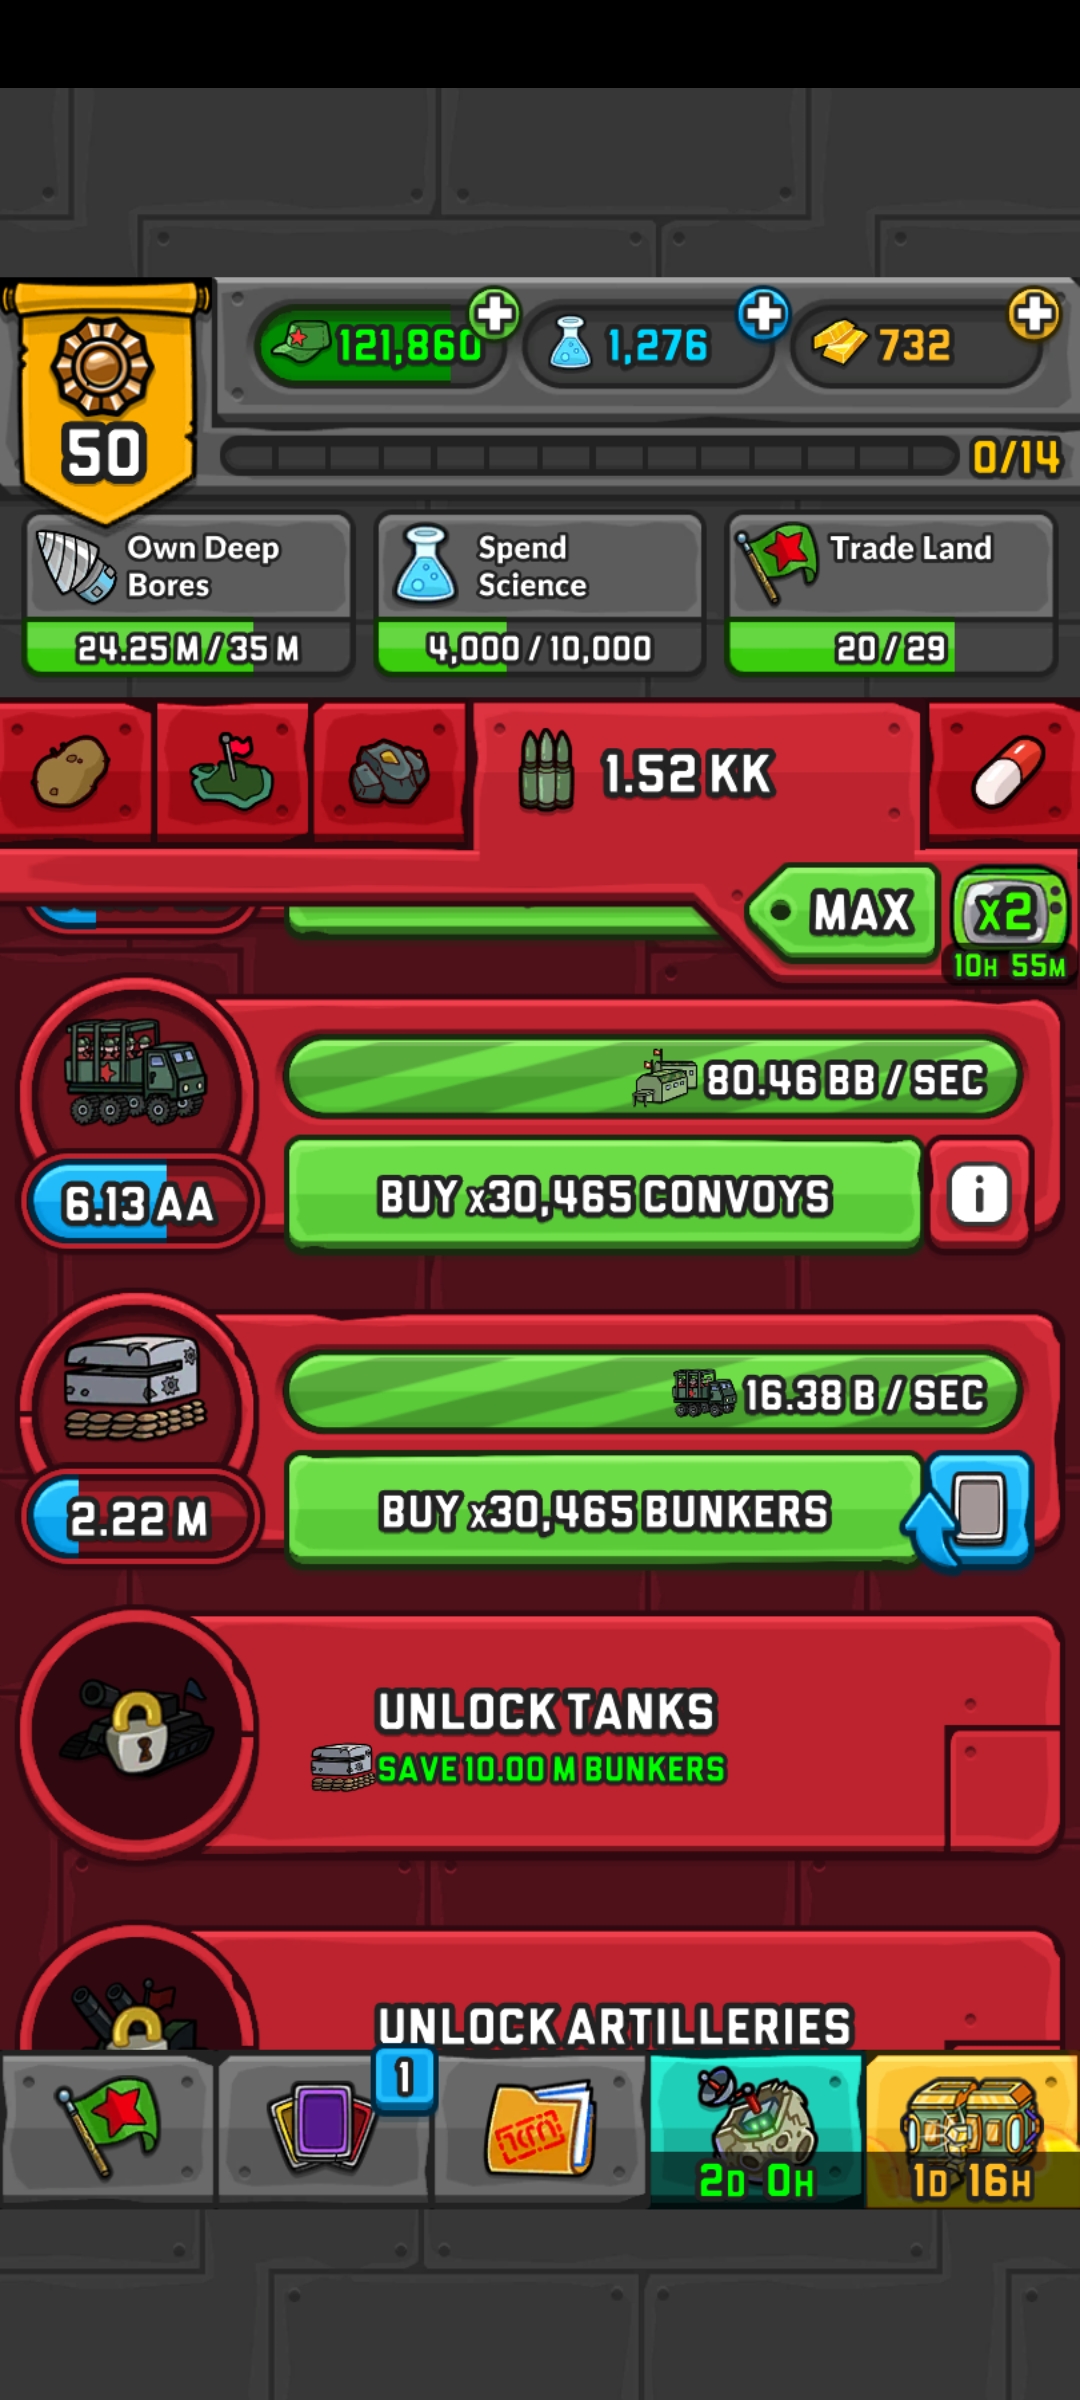 121,860
1,276
732
50
0/14
Own Deep
Bores
24.25 M / 35 M
Spend
Science
4,000 / 10,000
Trade Land
20 / 29
1.52 KK
MAX
x2
10H 55M
80.46 BB / SEC
6.13 AA
BUY x30,465 CONVOYS
i
16.38 B / SEC
2.22 M
BUY x30,465 BUNKERS
UNLOCK TANKS
SAVE 10.00 M BUNKERS
UNLOCK ARTILLERIES
1
2D 0H
1D 16H